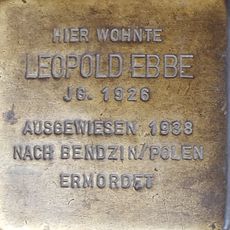 HIER WOHNTE
LEOPOLD EBBE
JG. 1926
AUSGEWIESEN 1938
NACH BENDZIN/POLEN
ERMORDET